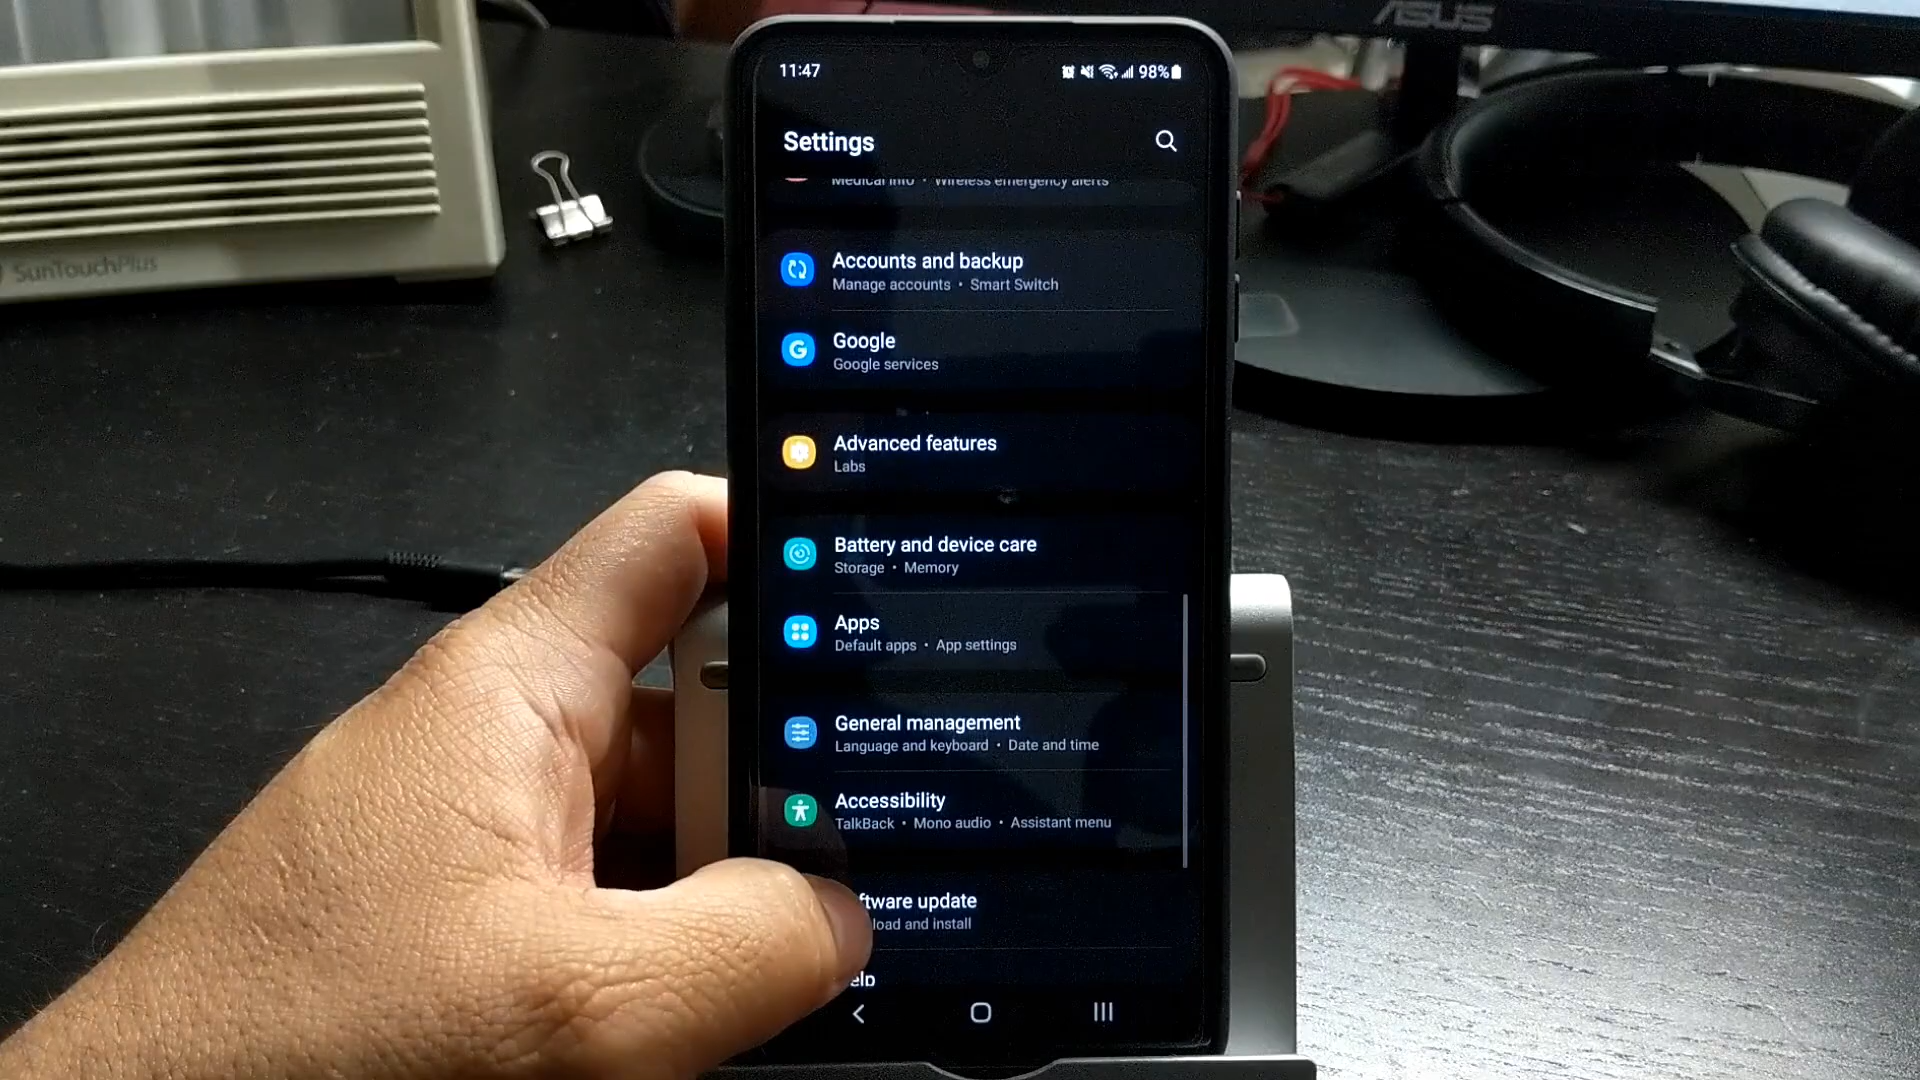 ASUS
11:47
98%
Settings
Medical info • Wireless emergency alerts
SunTouchPlus
Accounts and backup
Manage accounts • Smart Switch
Google
Google services
Advanced features
Labs
Battery and device care
Storage • Memory
Apps
Default apps • App settings
General management
Language and keyboard • Date and time
Accessibility
TalkBack • Mono audio • Assistant menu
ftware update
load and install
elp